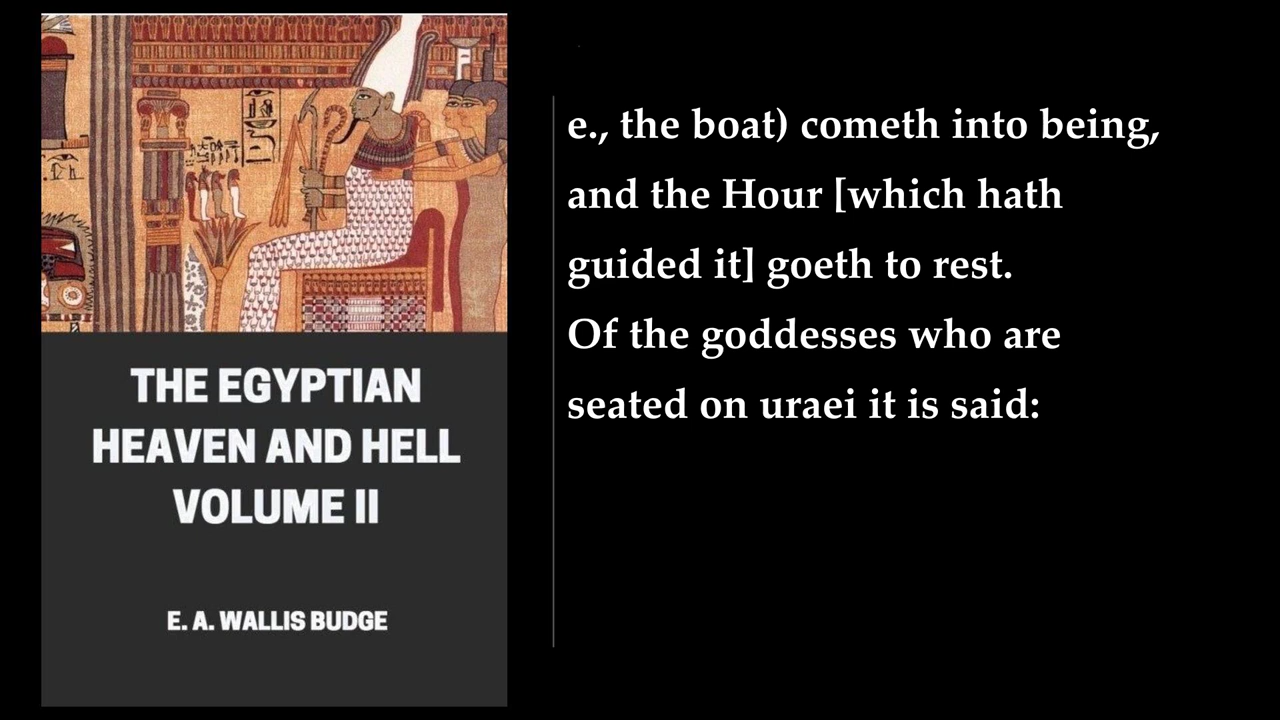 THE EGYPTIAN
HEAVEN AND HELL
VOLUME II
E. A. WALLIS BUDGE
e., the boat) cometh into being,
and the Hour [which hath
guided it] goeth to rest.
Of the goddesses who are
seated on uraei it is said: